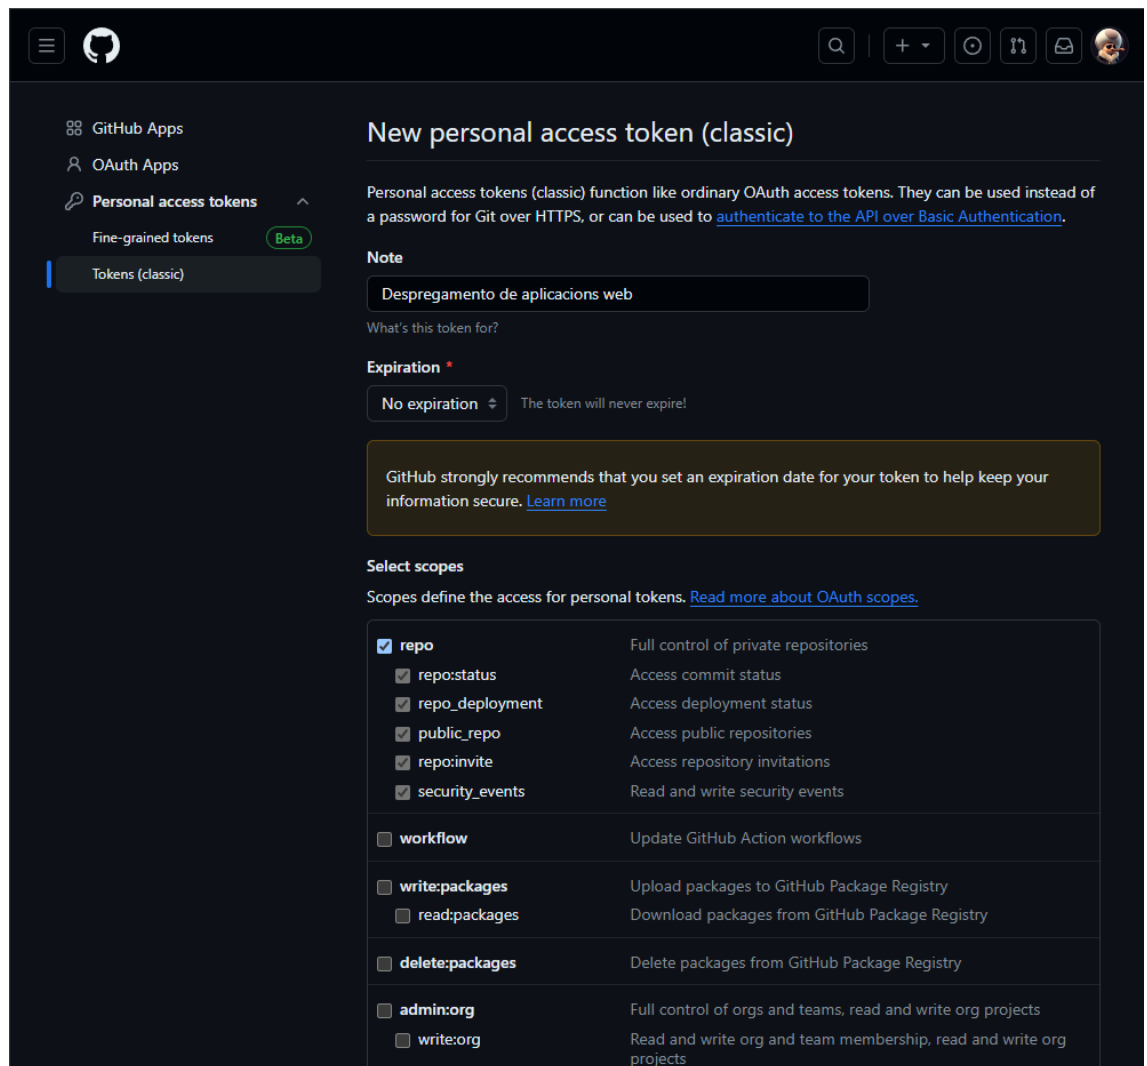 GitHub Apps
OAuth Apps
Personal access tokens
Fine-grained tokens Beta
Tokens (classic)
New personal access token (classic)
Personal access tokens (classic) function like ordinary OAuth access tokens. They can be used instead of
a password for Git over HTTPS, or can be used to authenticate to the API over Basic Authentication.
Note
Despregamento de aplicacions web
What's this token for?
Expiration *
No expiration The token will never expire!
GitHub strongly recommends that you set an expiration date for your token to help keep your
information secure. Learn more
Select scopes
Scopes define the access for personal tokens. Read more about OAuth scopes.
repo Full control of private repositories
repo:status Access commit status
repo_deployment Access deployment status
public_repo Access public repositories
repo:invite Access repository invitations
security_events Read and write security events
workflow Update GitHub Action workflows
write:packages Upload packages to GitHub Package Registry
read:packages Download packages from GitHub Package Registry
delete:packages Delete packages from GitHub Package Registry
admin:org Full control of orgs and teams, read and write org projects
write:org Read and write org and team membership, read and write org
projects